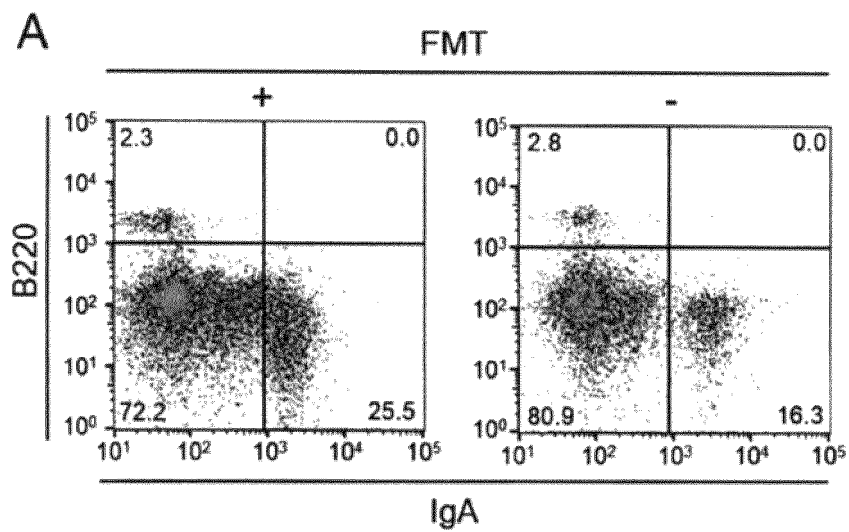 A
FMT
+ -
10⁵ 2.3 0.0 10⁵ 2.8 0.0
10⁴ 10⁴
10³ 10³
B220
10² 10²
10¹ 10¹
10⁰ 72.2 25.5 10⁰ 80.9 16.3
10¹ 10² 10³ 10⁴ 10⁵ 10¹ 10² 10³ 10⁴ 10⁵
IgA